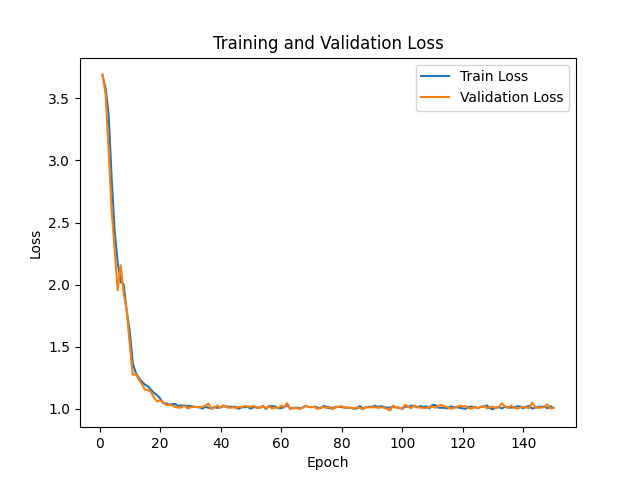 Training and Validation Loss
Train Loss
Validation Loss
3.5
3.0
2.5
2.0
1.5
1.0
Loss
0 20 40 60 80 100 120 140
Epoch